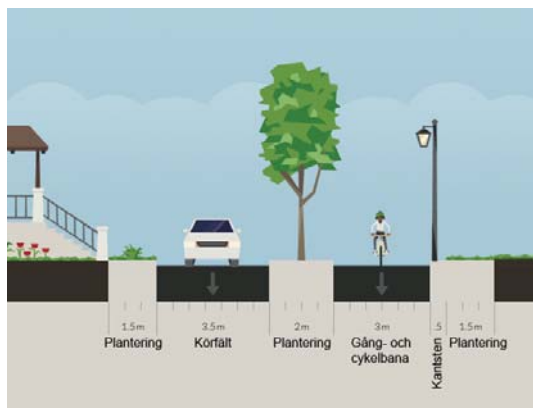 1.5m 3.5m 2m 3m .5 1.5m
Plantering Körfält Plantering Gång- och cykelbana Kantsten Plantering